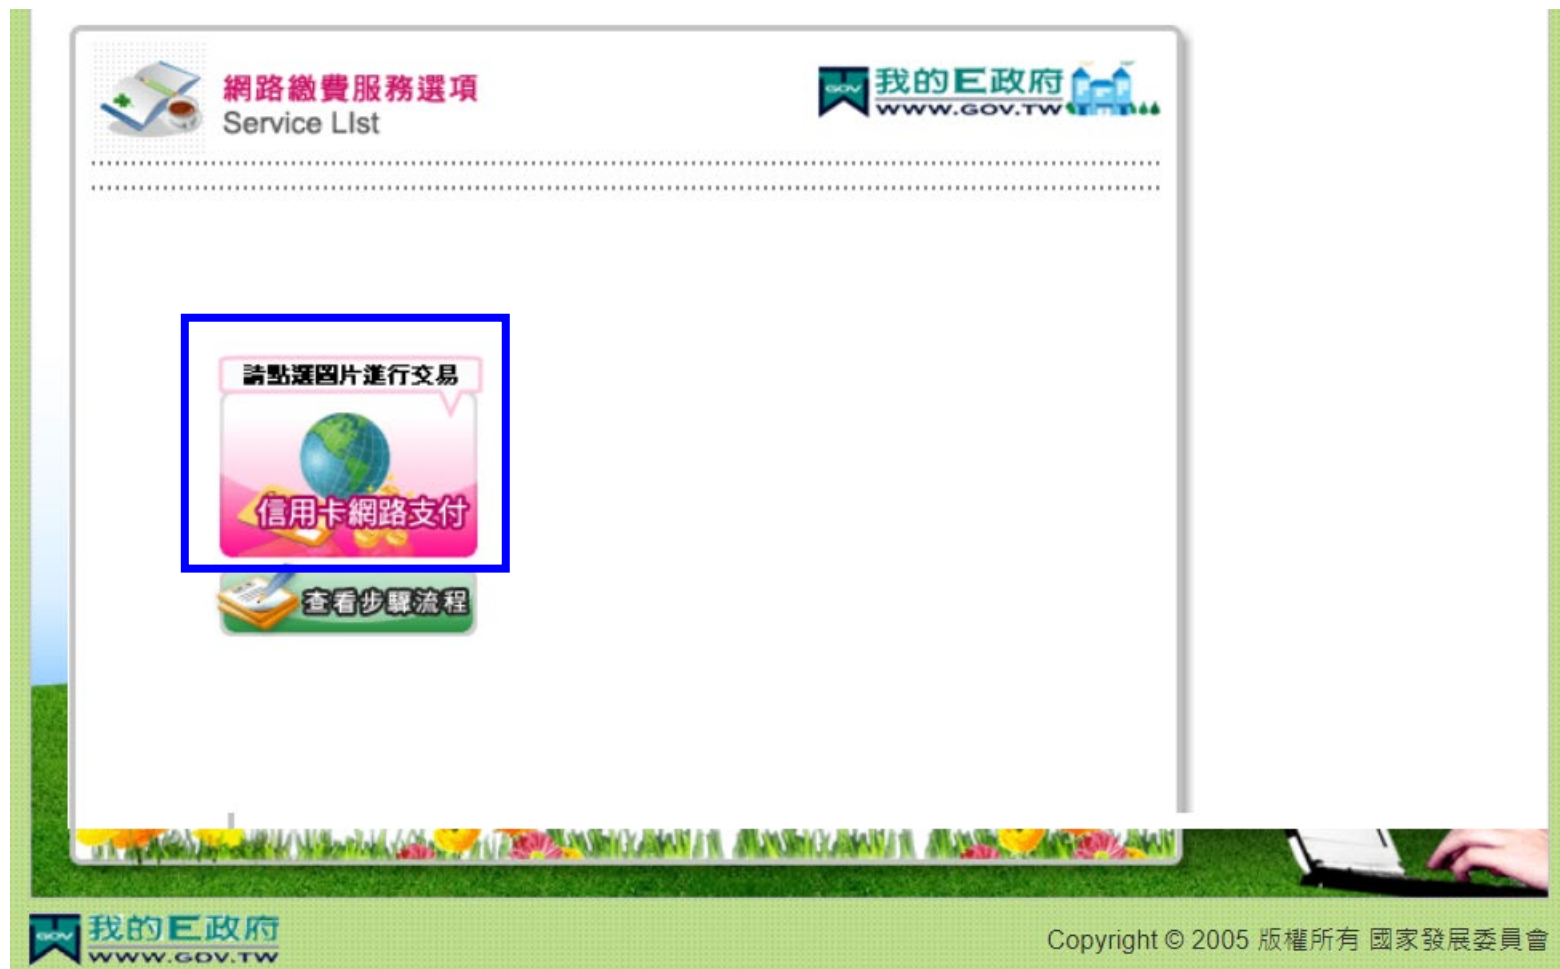 網路繳費服務選項
Service LIst
GOV 我的E政府
WWW.GOV.TW
請點選圖片進行交易
信用卡網路支付
查看步驟流程
GOV 我的E政府
WWW.GOV.TW
Copyright © 2005 版權所有 國家發展委員會